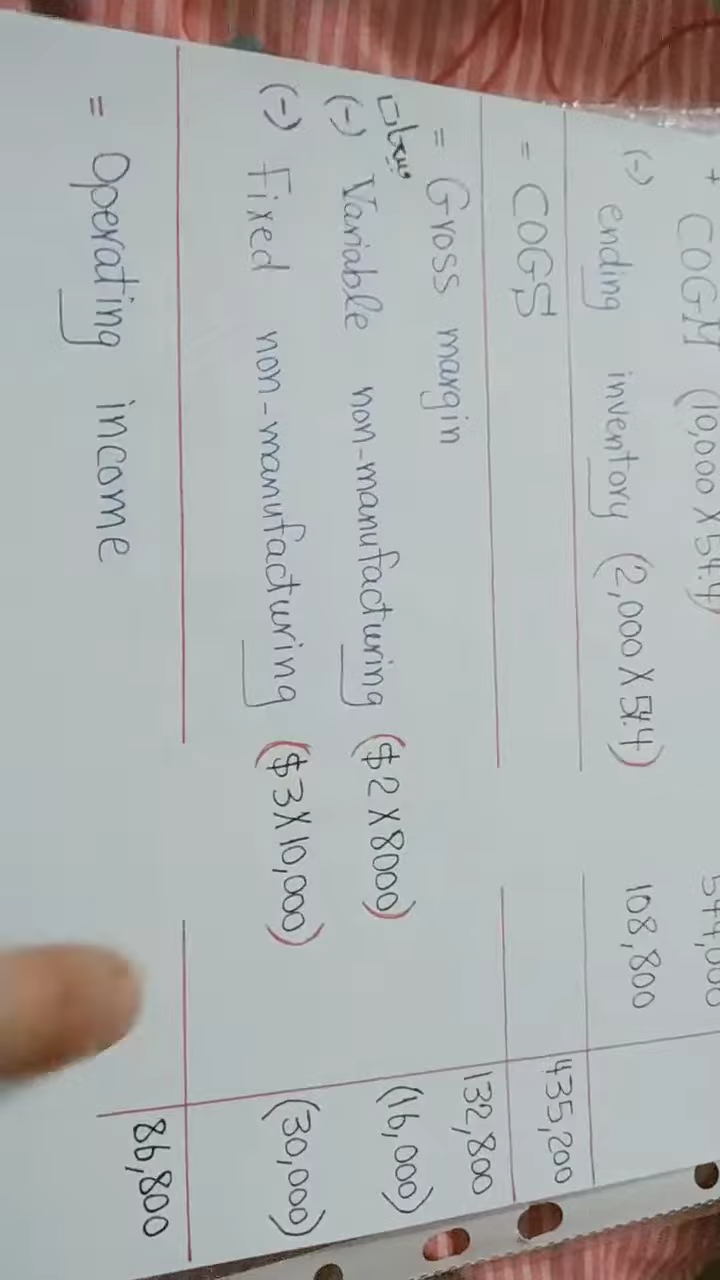 + COGM (10,000 X 54.4) 544,000
(-) ending inventory (2,000 X 54.4) 108,800
= COGS 435,200
= Gross margin 132,800
(-) Variable non-manufacturing ($2 X 8000) (16,000)
(-) Fixed non-manufacturing ($3 X 10,000) (30,000)
= Operating income 86,800